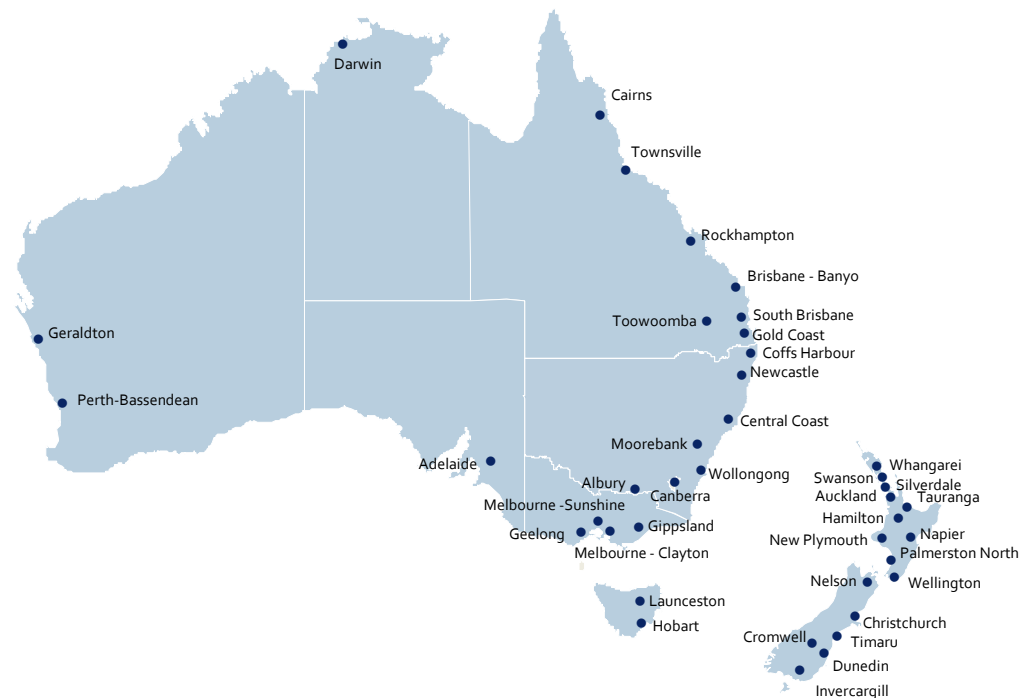 Darwin
Cairns
Townsville
Rockhampton
Brisbane - Banyo
South Brisbane
Toowoomba
Gold Coast
Coffs Harbour
Newcastle
Geraldton
Perth-Bassendean
Central Coast
Moorebank
Adelaide
Wollongong
Albury
Canberra
Melbourne -Sunshine
Geelong
Gippsland
Melbourne - Clayton
Launceston
Hobart
Whangarei
Swanson
Silverdale
Auckland
Tauranga
Hamilton
New Plymouth
Napier
Palmerston North
Nelson
Wellington
Christchurch
Cromwell
Timaru
Dunedin
Invercargill